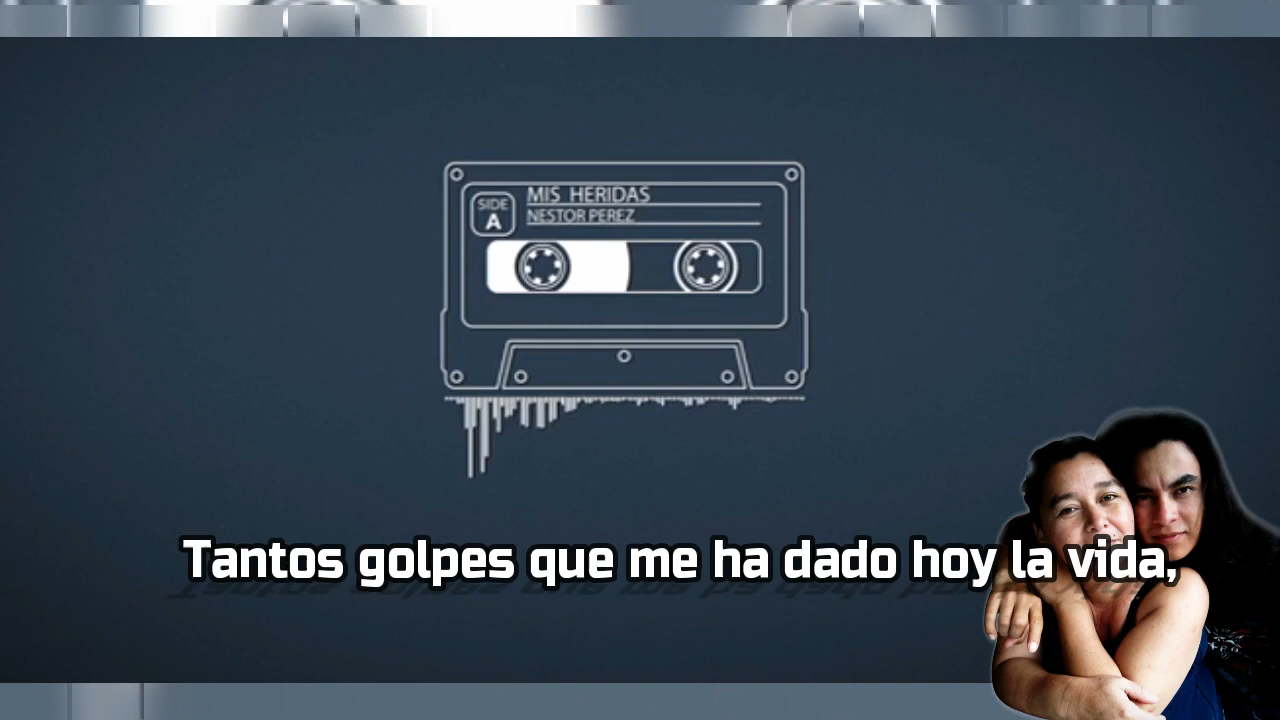 MIS HERIDAS
SIDE
A
NESTOR PEREZ
Tantos golpes que me ha dado hoy la vida,